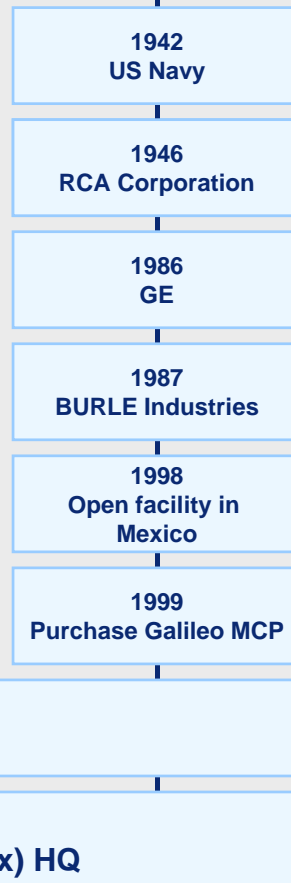 1942
US Navy
1946
RCA Corporation
1986
GE
1987
BURLE Industries
1998
Open facility in
Mexico
1999
Purchase Galileo MCP
x) HQ